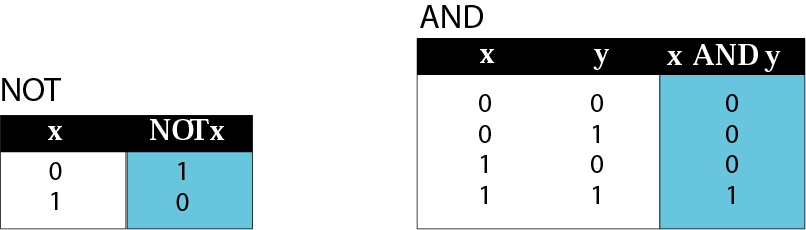 NOT
x NOT x
0 1
1 0
AND
x y x AND y
0 0 0
0 1 0
1 0 0
1 1 1